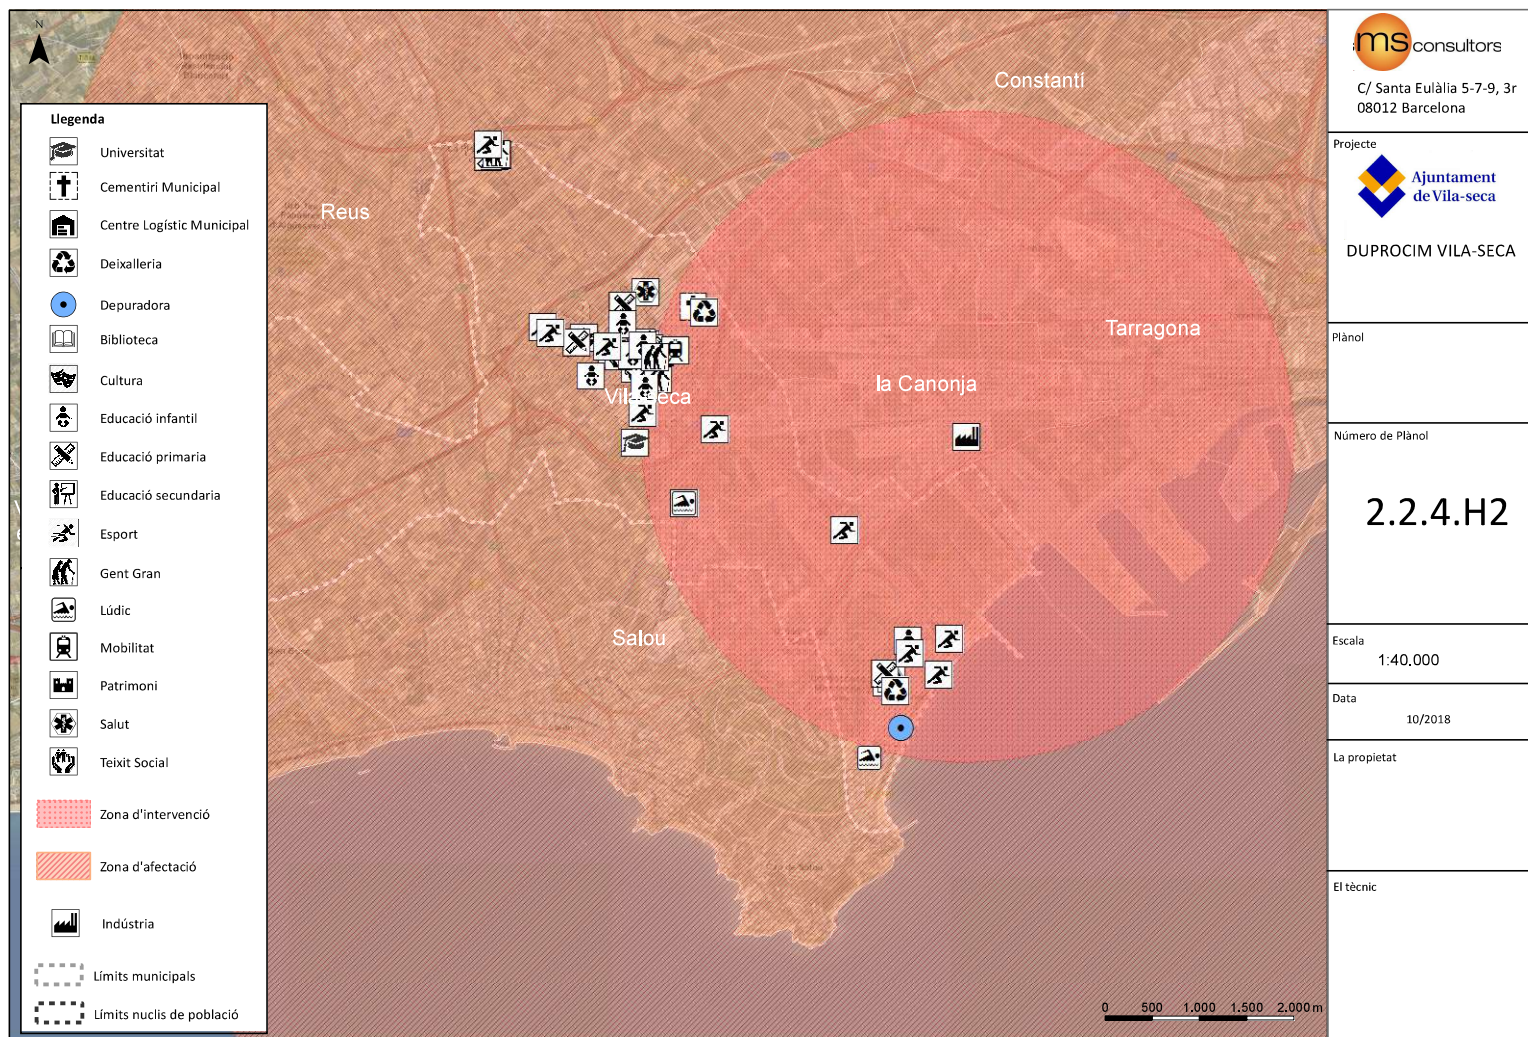 N
Llegenda
Universitat
Cementiri Municipal
Centre Logístic Municipal
Deixalleria
Depuradora
Biblioteca
Cultura
Educació infantil
Educació primaria
Educació secundaria
Esport
Gent Gran
Lúdic
Mobilitat
Patrimoni
Salut
Teixit Social
Zona d'intervenció
Zona d'afectació
Indústria
Límits municipals
Límits nuclis de població
Constantí
Reus
Tarragona
la Canonja
Vila-seca
Salou
0 500 1.000 1.500 2.000 m
ms consultors
C/ Santa Eulàlia 5-7-9, 3r
08012 Barcelona
Projecte
Ajuntament
de Vila-seca
DUPROCIM VILA-SECA
Plànol
Número de Plànol
2.2.4.H2
Escala
1:40.000
Data
10/2018
La propietat
El tècnic